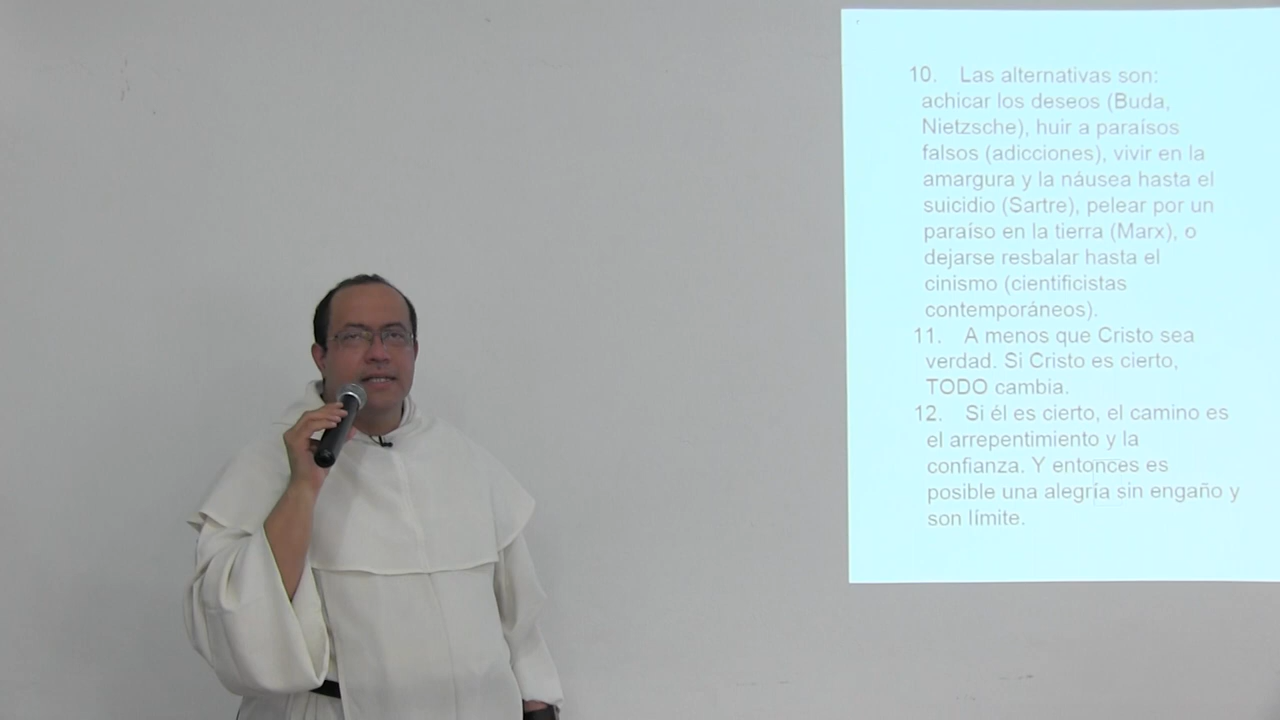 10. Las alternativas son:
achicar los deseos (Buda,
Nietzsche), huir a paraísos
falsos (adicciones), vivir en la
amargura y la náusea hasta el
suicidio (Sartre), pelear por un
paraíso en la tierra (Marx), o
dejarse resbalar hasta el
cinismo (cientificistas
contemporáneos).
11. A menos que Cristo sea
verdad. Si Cristo es cierto,
TODO cambia.
12. Si él es cierto, el camino es
el arrepentimiento y la
confianza. Y entonces es
posible una alegría sin engaño y
son límite.